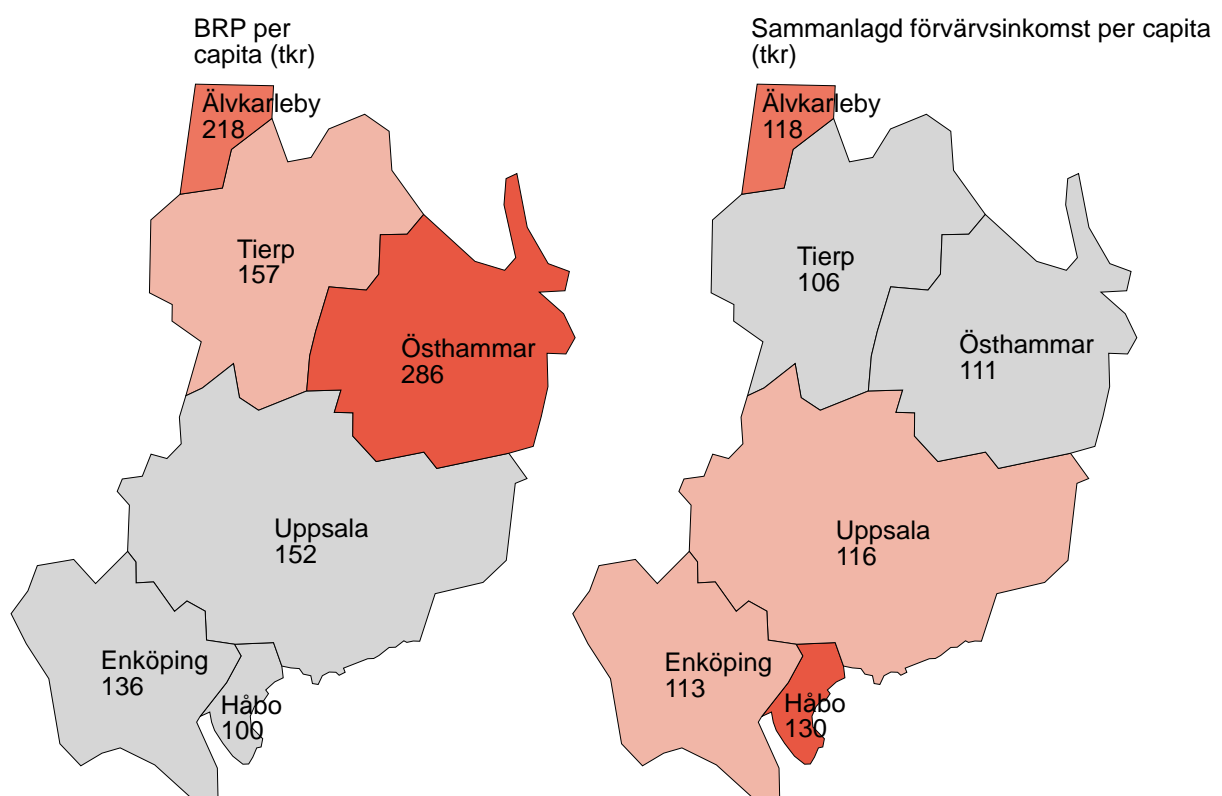 BRP per
capita (tkr)
Älvkarleby
218
Tierp
157
Östhammar
286
Uppsala
152
Enköping
136
Håbo
100
Sammanlagd förvärvsinkomst per capita
(tkr)
Älvkarleby
118
Tierp
106
Östhammar
111
Uppsala
116
Enköping
113
Håbo
130